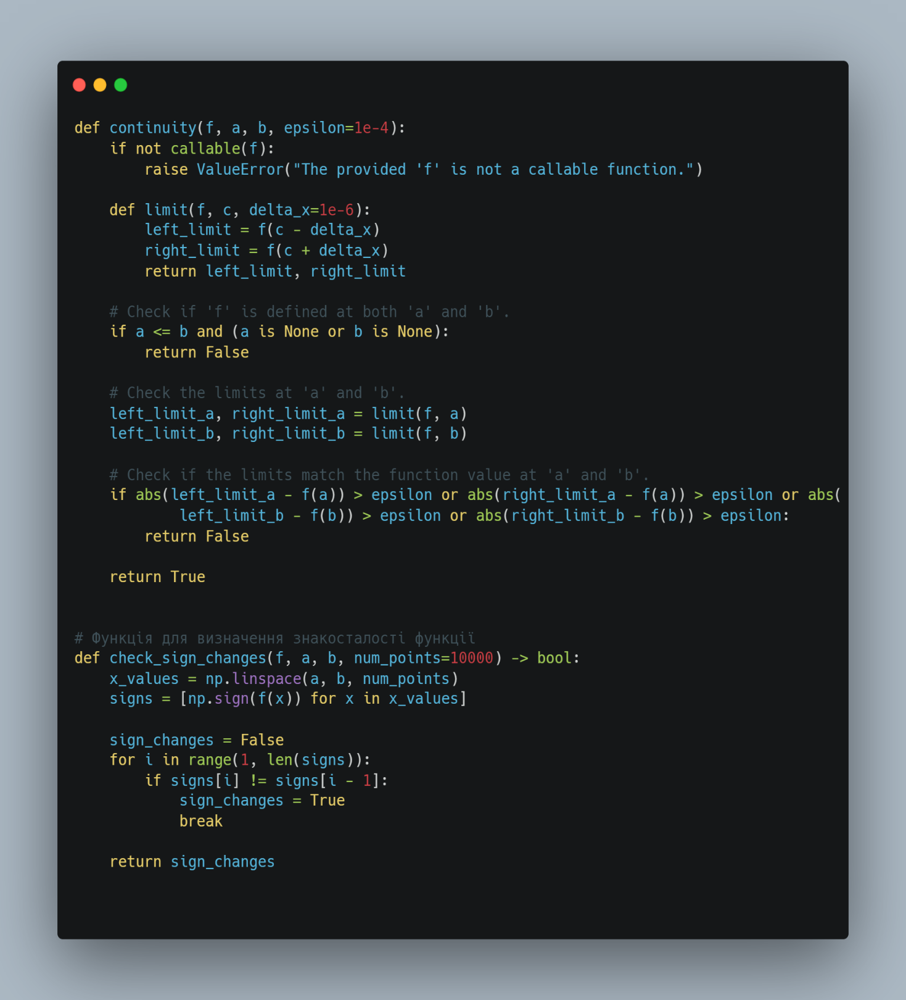 def continuity(f, a, b, epsilon=1e-4):
    if not callable(f):
        raise ValueError("The provided 'f' is not a callable function.")

    def limit(f, c, delta_x=1e-6):
        left_limit = f(c - delta_x)
        right_limit = f(c + delta_x)
        return left_limit, right_limit

    # Check if 'f' is defined at both 'a' and 'b'.
    if a <= b and (a is None or b is None):
        return False

    # Check the limits at 'a' and 'b'.
    left_limit_a, right_limit_a = limit(f, a)
    left_limit_b, right_limit_b = limit(f, b)

    # Check if the limits match the function value at 'a' and 'b'.
    if abs(left_limit_a - f(a)) > epsilon or abs(right_limit_a - f(a)) > epsilon or abs(
            left_limit_b - f(b)) > epsilon or abs(right_limit_b - f(b)) > epsilon:
        return False

    return True


# Функція для визначення знакосталості функції
def check_sign_changes(f, a, b, num_points=10000) -> bool:
    x_values = np.linspace(a, b, num_points)
    signs = [np.sign(f(x)) for x in x_values]

    sign_changes = False
    for i in range(1, len(signs)):
        if signs[i] != signs[i - 1]:
            sign_changes = True
            break

    return sign_changes